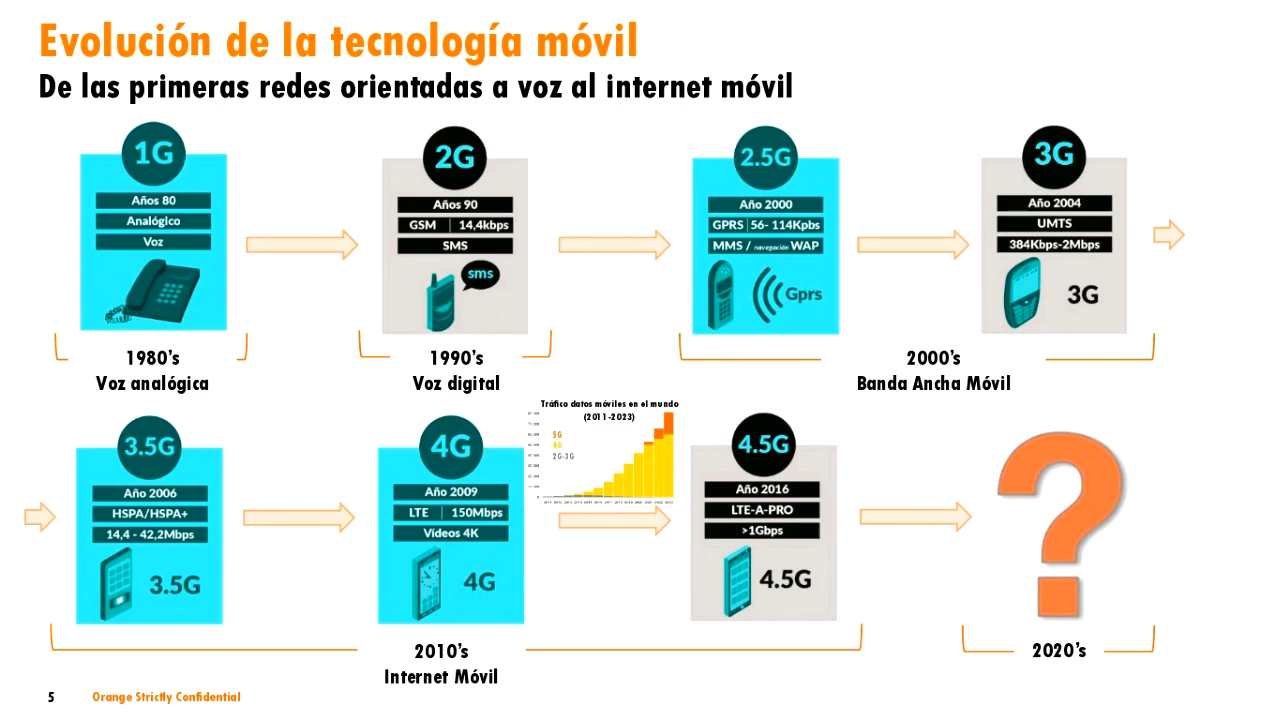 Evolución de la tecnología móvil
De las primeras redes orientadas a voz al internet móvil
1G
Años 80
Analógico
Voz
1980's
Voz analógica
2G
Años 90
GSM | 14,4kbps
SMS
sms
1990's
Voz digital
2.5G
Año 2000
GPRS | 56- 114Kpbs
MMS / navegación WAP
Gprs
3G
Año 2004
UMTS
384Kbps-2Mbps
3G
2000's
Banda Ancha Móvil
3.5G
Año 2006
HSPA/HSPA+
14,4 - 42,2Mbps
3.5G
4G
Año 2009
LTE | 150Mbps
Vídeos 4K
4G
Tráfico datos móviles en el mundo
(2011-2023)
5G
4G
2G-3G
4.5G
Año 2016
LTE-A-PRO
>1Gbps
4.5G
2010's
Internet Móvil
?
2020's
5
Orange Strictly Confidential